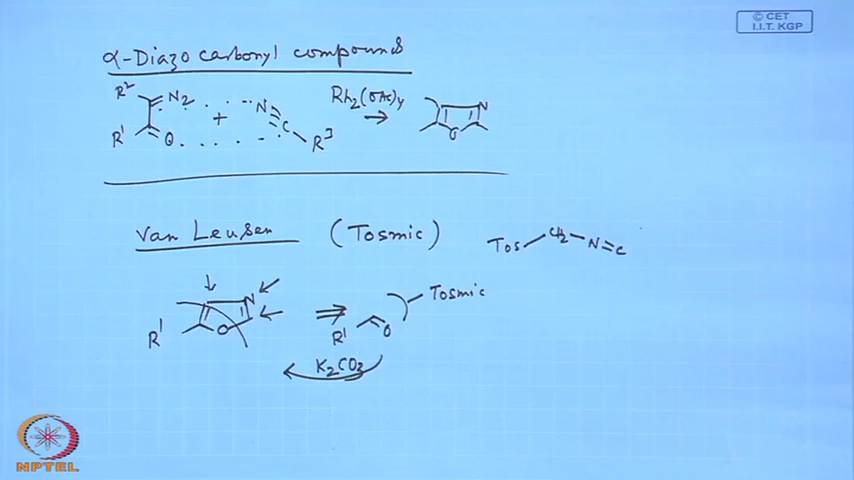 © CET
I.I.T. KGP
α-Diazo carbonyl compounds
R² N₂ + N C R³ Rh₂(OAc)₄ N O
R¹ O
Van Leusen (Tosmic) Tos CH₂ N C
R¹ N O R¹ O Tosmic
K₂CO₃
NPTEL